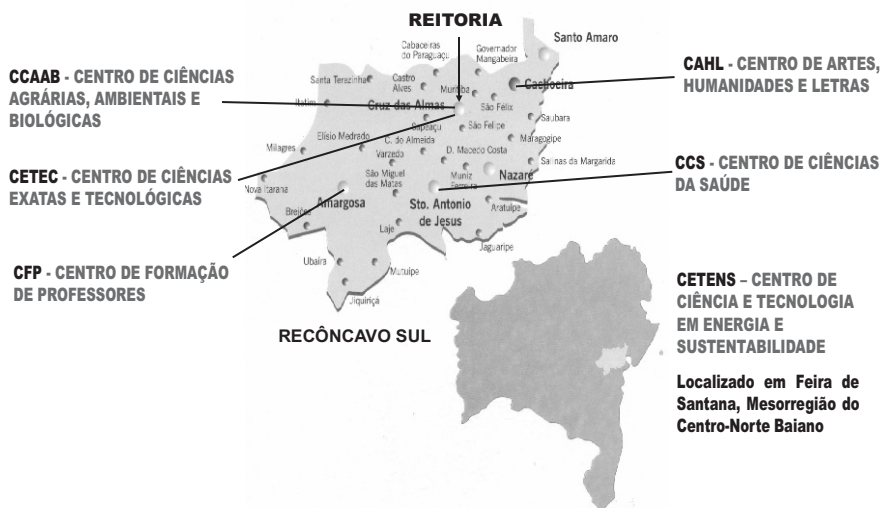 REITORIA
Santo Amaro
Cabaceiras
do Paraguaçu
Governador
Mangabeira
CCAAB - CENTRO DE CIÊNCIAS
AGRÁRIAS, AMBIENTAIS E
BIOLÓGICAS
CAHL - CENTRO DE ARTES,
HUMANIDADES E LETRAS
Santa Terezinha
Castro
Alves
Muritiba
Cachoeira
Itatim
Cruz das Almas
São Félix
Sapeaçu
São Felipe
Saubara
Elísio Medrado
C. do Almeida
Maragogipe
Milagres
Varzedo
D. Macedo Costa
Salinas da Margarida
CETEC - CENTRO DE CIÊNCIAS
EXATAS E TECNOLÓGICAS
CCS - CENTRO DE CIÊNCIAS
DA SAÚDE
São Miguel
das Matas
Muniz
Ferreira
Nazaré
Nova Itarana
Amargosa
Sto. Antonio
de Jesus
Aratuipe
Brejões
Laje
Jaguaripe
CFP - CENTRO DE FORMAÇÃO
DE PROFESSORES
Ubaira
Mutuipe
Jiquiriçá
RECÔNCAVO SUL
CETENS – CENTRO DE
CIÊNCIA E TECNOLOGIA
EM ENERGIA E
SUSTENTABILIDADE
Localizado em Feira de
Santana, Mesorregião do
Centro-Norte Baiano